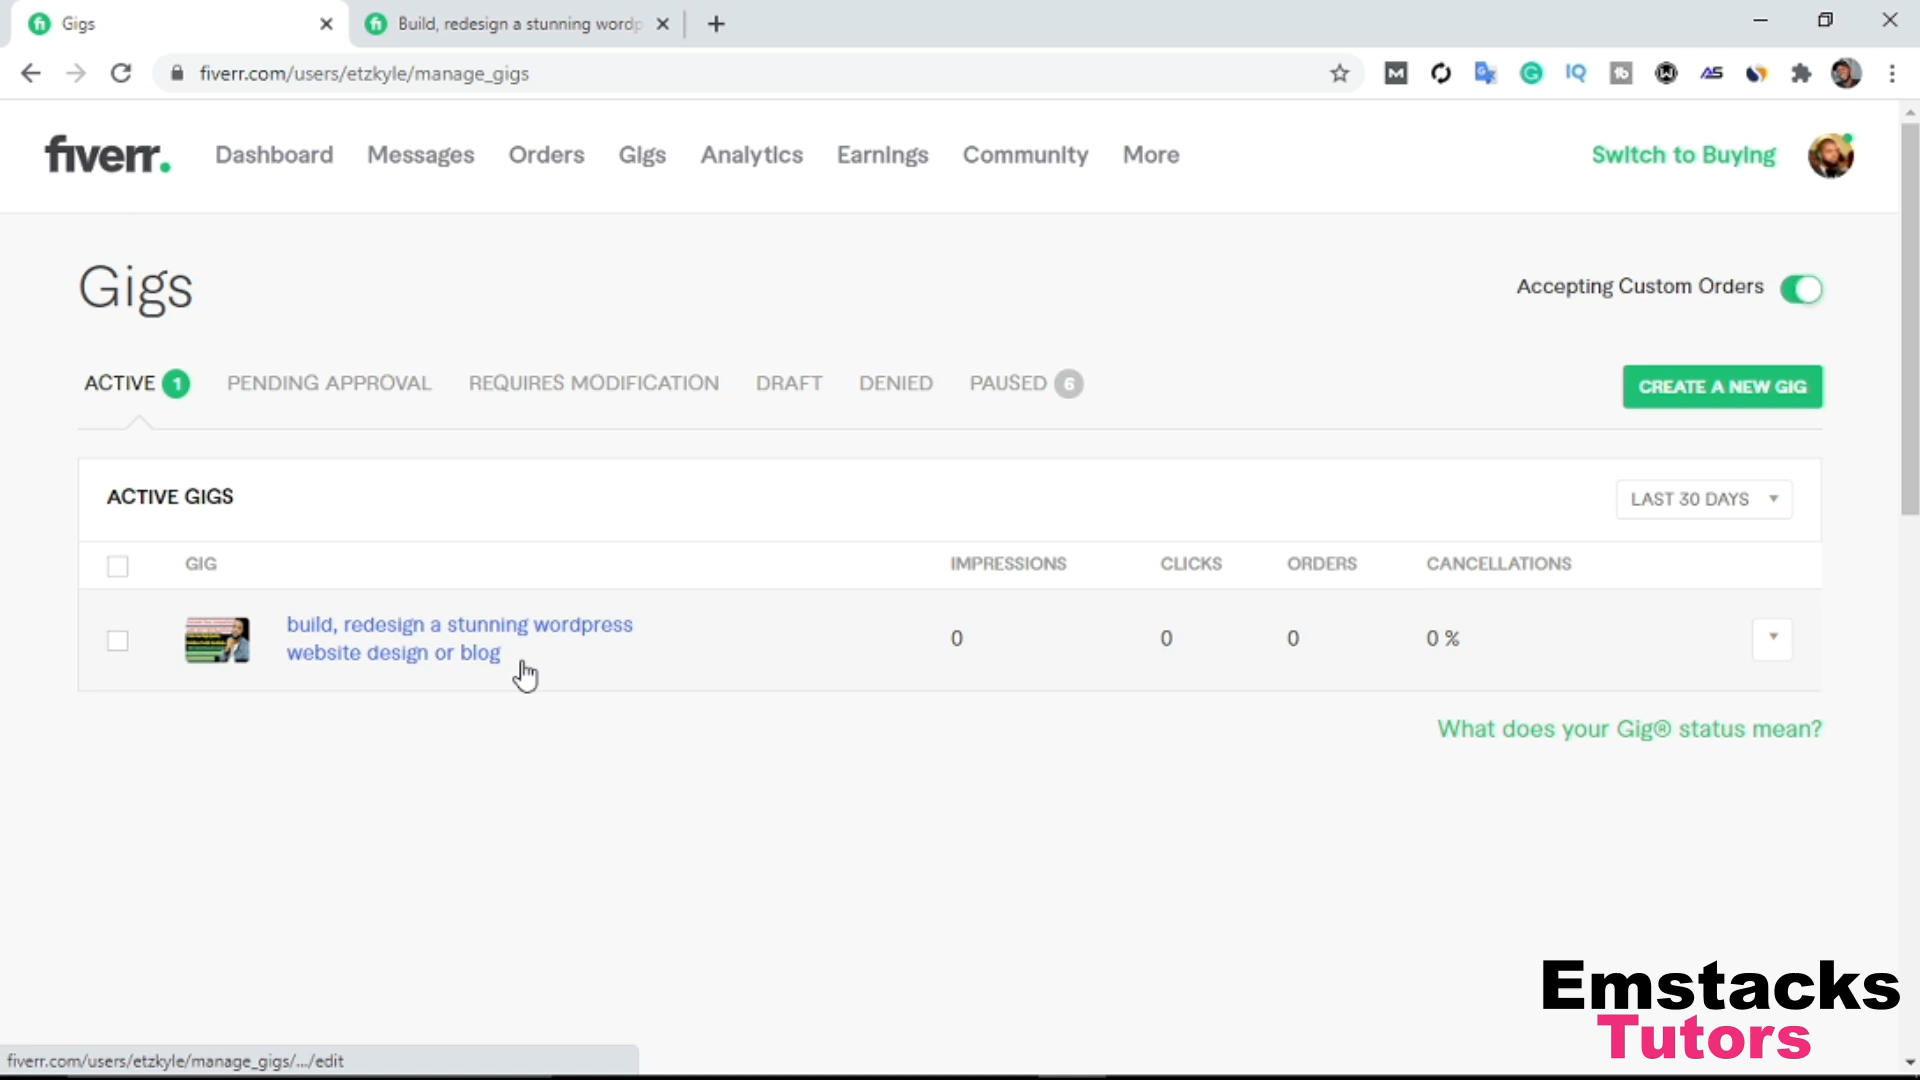 Gigs
Build, redesign a stunning wordp
fiverr.com/users/etzkyle/manage_gigs
fiverr.
Dashboard
Messages
Orders
Gigs
Analytics
Earnings
Community
More
Switch to Buying
Gigs
Accepting Custom Orders
ACTIVE 1
PENDING APPROVAL
REQUIRES MODIFICATION
DRAFT
DENIED
PAUSED 6
CREATE A NEW GIG
ACTIVE GIGS
LAST 30 DAYS
GIG
IMPRESSIONS
CLICKS
ORDERS
CANCELLATIONS
build, redesign a stunning wordpress
website design or blog
0
0
0
0 %
What does your Gig® status mean?
Emstacks
Tutors
fiverr.com/users/etzkyle/manage_gigs/.../edit